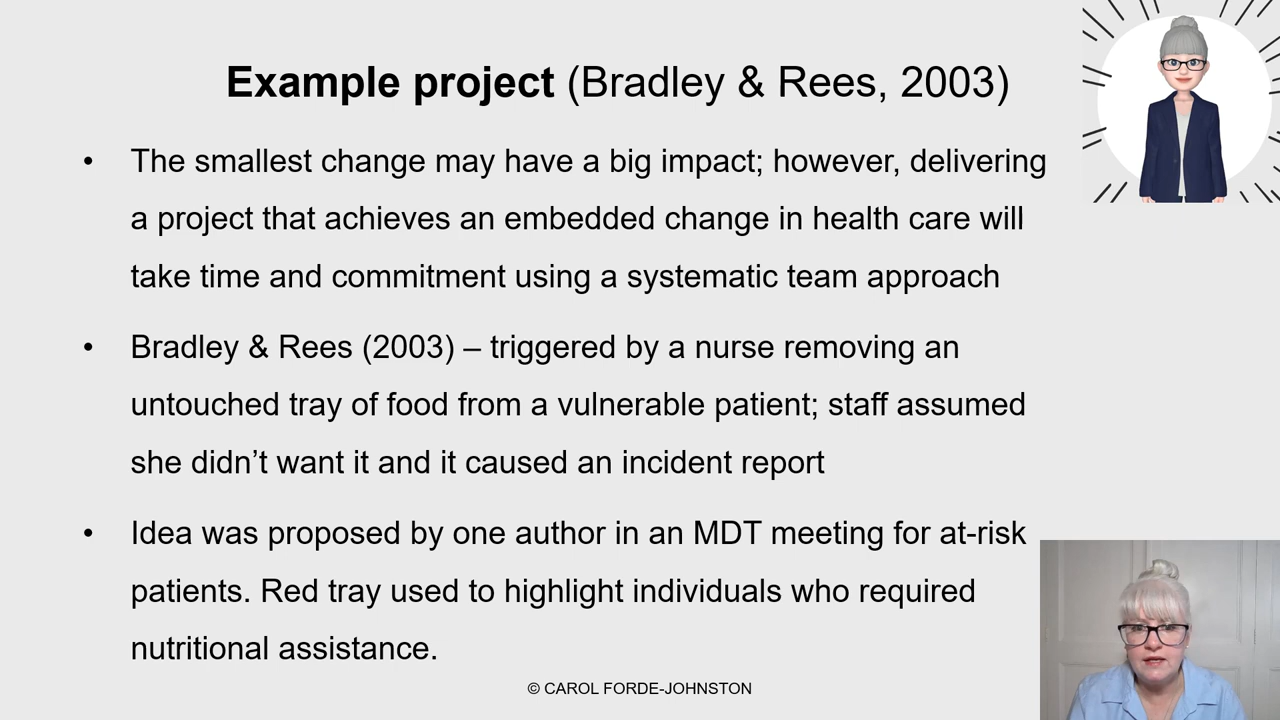 Example project (Bradley & Rees, 2003)
• The smallest change may have a big impact; however, delivering
a project that achieves an embedded change in health care will
take time and commitment using a systematic team approach
• Bradley & Rees (2003) – triggered by a nurse removing an
untouched tray of food from a vulnerable patient; staff assumed
she didn’t want it and it caused an incident report
• Idea was proposed by one author in an MDT meeting for at-risk
patients. Red tray used to highlight individuals who required
nutritional assistance.
© CAROL FORDE-JOHNSTON